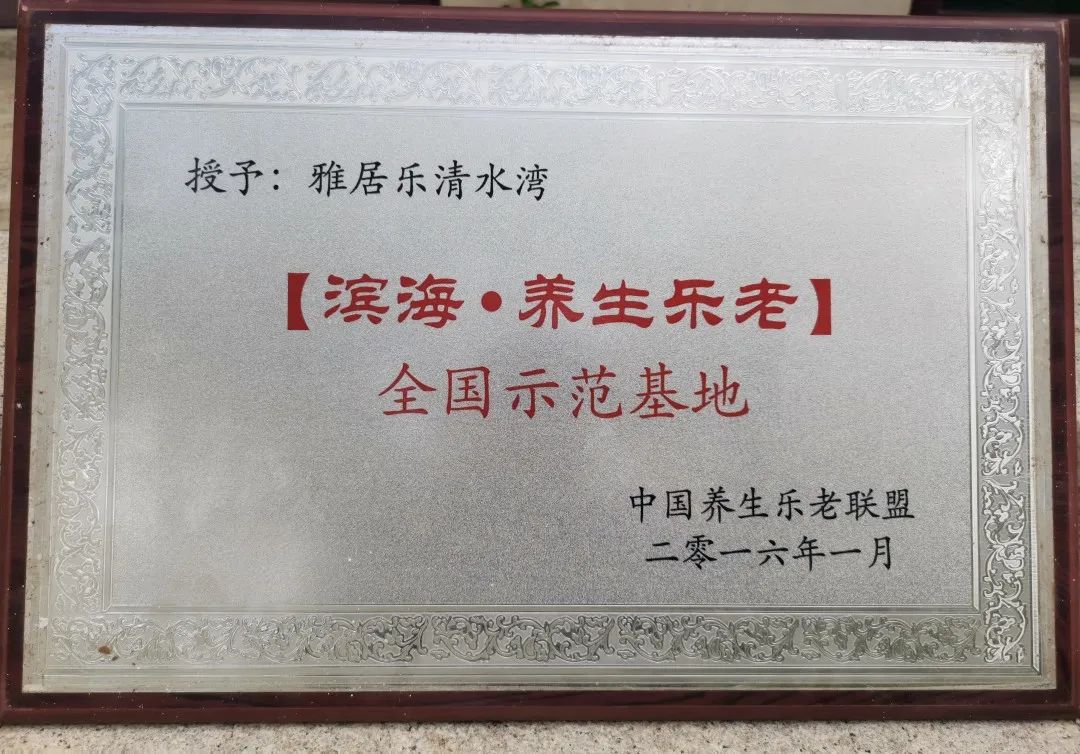 授予：雅居乐清水湾
【滨海·养生乐老】
全国示范基地
中国养生乐老联盟
二零一六年一月